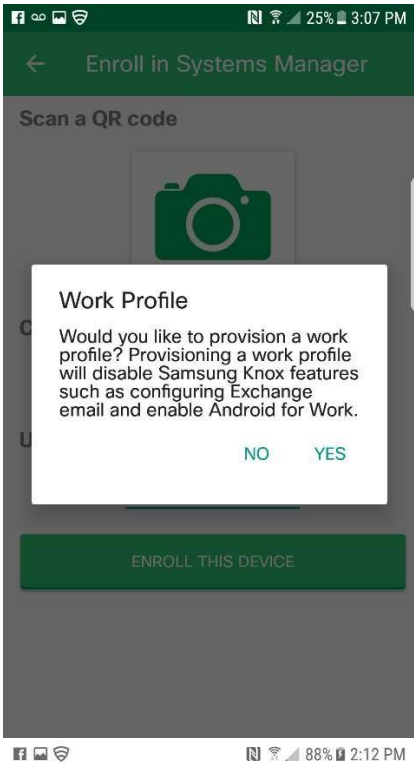 25% 3:07 PM
Enroll in Systems Manager
Scan a QR code
Work Profile
Would you like to provision a work
profile? Provisioning a work profile
will disable Samsung Knox features
such as configuring Exchange
email and enable Android for Work.
C
U
NO YES
ENROLL THIS DEVICE
88% 2:12 PM